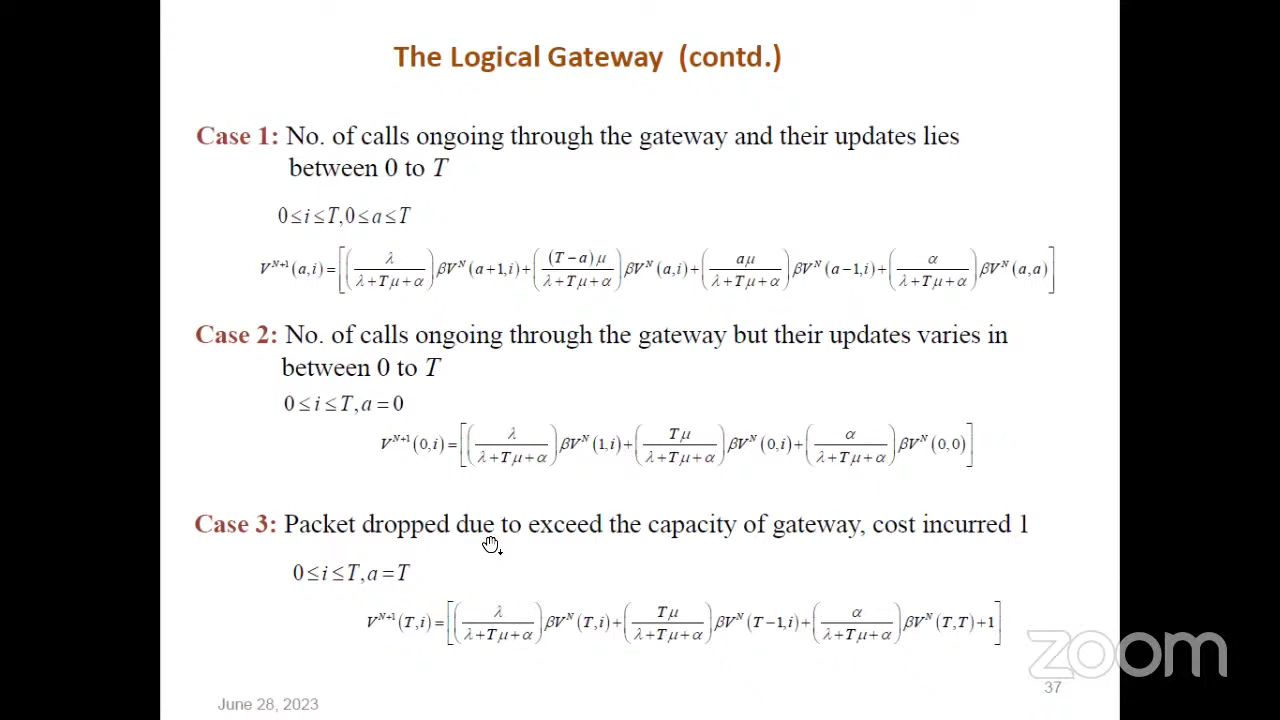 The Logical Gateway (contd.)
Case 1: No. of calls ongoing through the gateway and their updates lies
between 0 to T
0≤i≤T,0≤a≤T
V^{N+1}(a,i)=[(λ/(λ+Tμ+α))βV^N(a+1,i)+((T−a)μ/(λ+Tμ+α))βV^N(a,i)+(aμ/(λ+Tμ+α))βV^N(a−1,i)+(α/(λ+Tμ+α))βV^N(a,a)]
Case 2: No. of calls ongoing through the gateway but their updates varies in
between 0 to T
0≤i≤T,a=0
V^{N+1}(0,i)=[(λ/(λ+Tμ+α))βV^N(1,i)+(Tμ/(λ+Tμ+α))βV^N(0,i)+(α/(λ+Tμ+α))βV^N(0,0)]
Case 3: Packet dropped due to exceed the capacity of gateway, cost incurred 1
0≤i≤T,a=T
V^{N+1}(T,i)=[(λ/(λ+Tμ+α))βV^N(T,i)+(Tμ/(λ+Tμ+α))βV^N(T−1,i)+(α/(λ+Tμ+α))βV^N(T,T)+1]
zoom
37
June 28, 2023